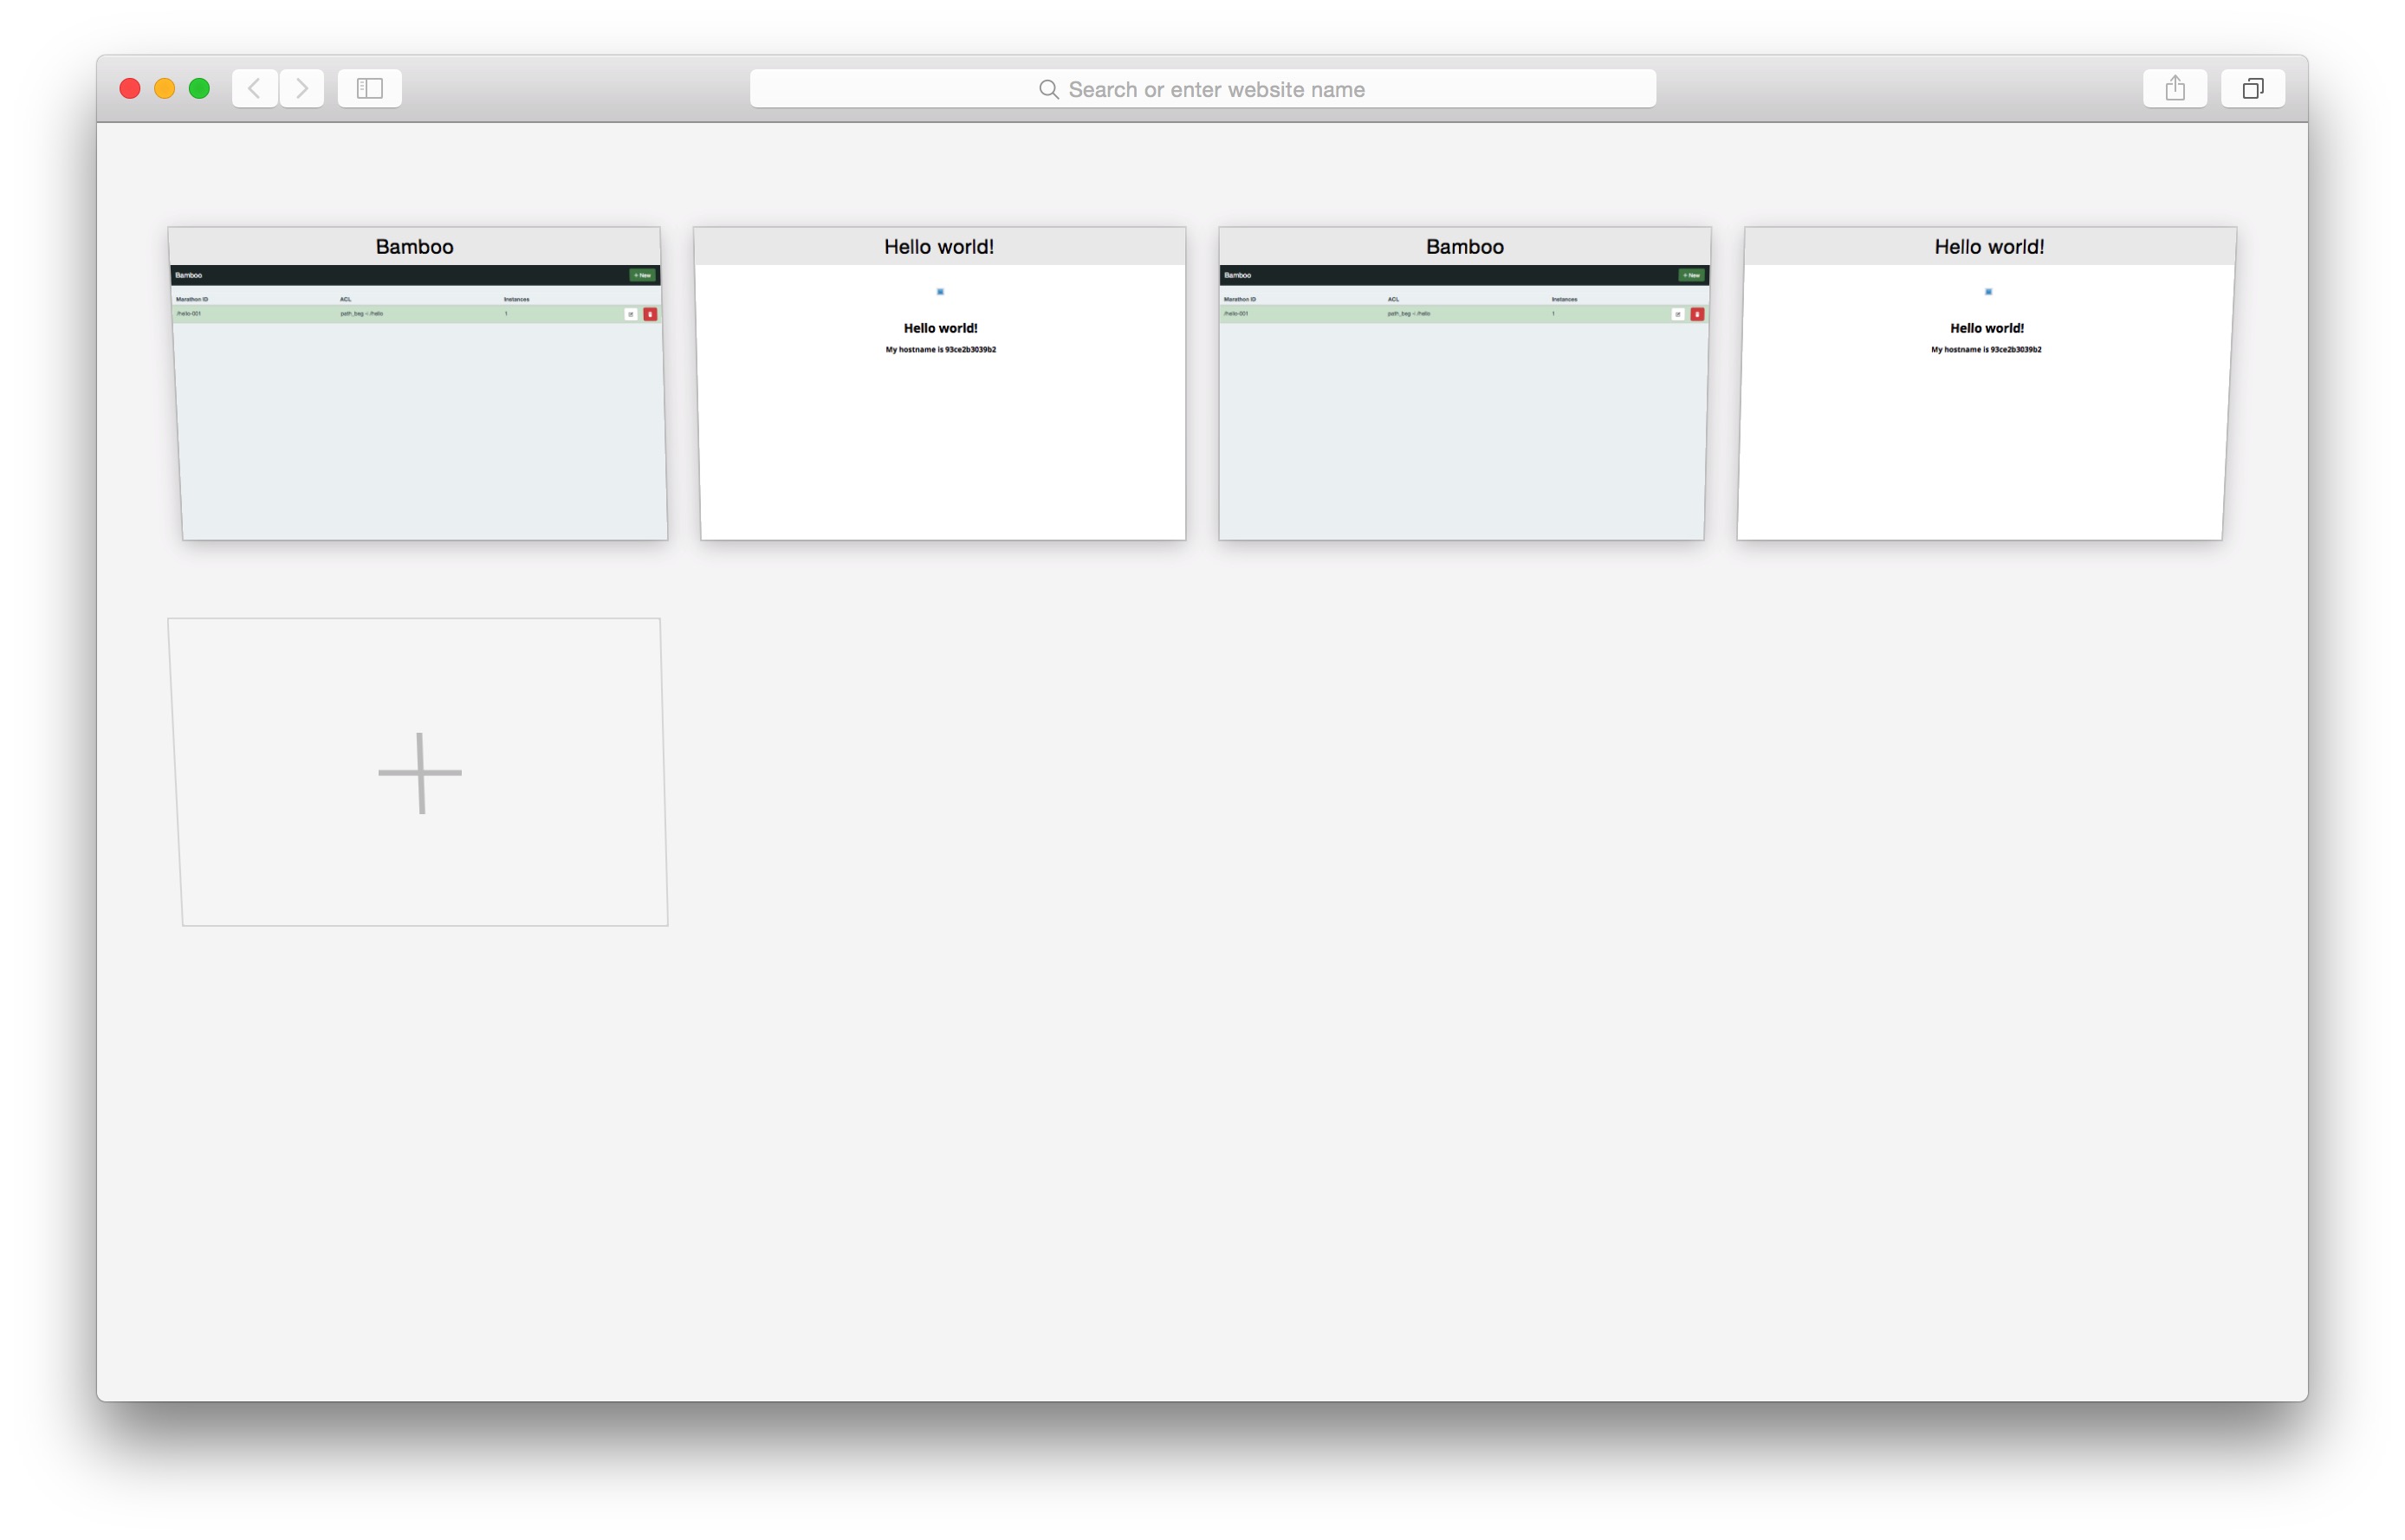 Search or enter website name
Bamboo
Bamboo
+ New
Marathon ID ACL Instances
/hello-001 path_beg -i /hello 1
Hello world!
Hello world!
My hostname is 93ce2b3039b2
Bamboo
Bamboo
+ New
Marathon ID ACL Instances
/hello-001 path_beg -i /hello 1
Hello world!
Hello world!
My hostname is 93ce2b3039b2